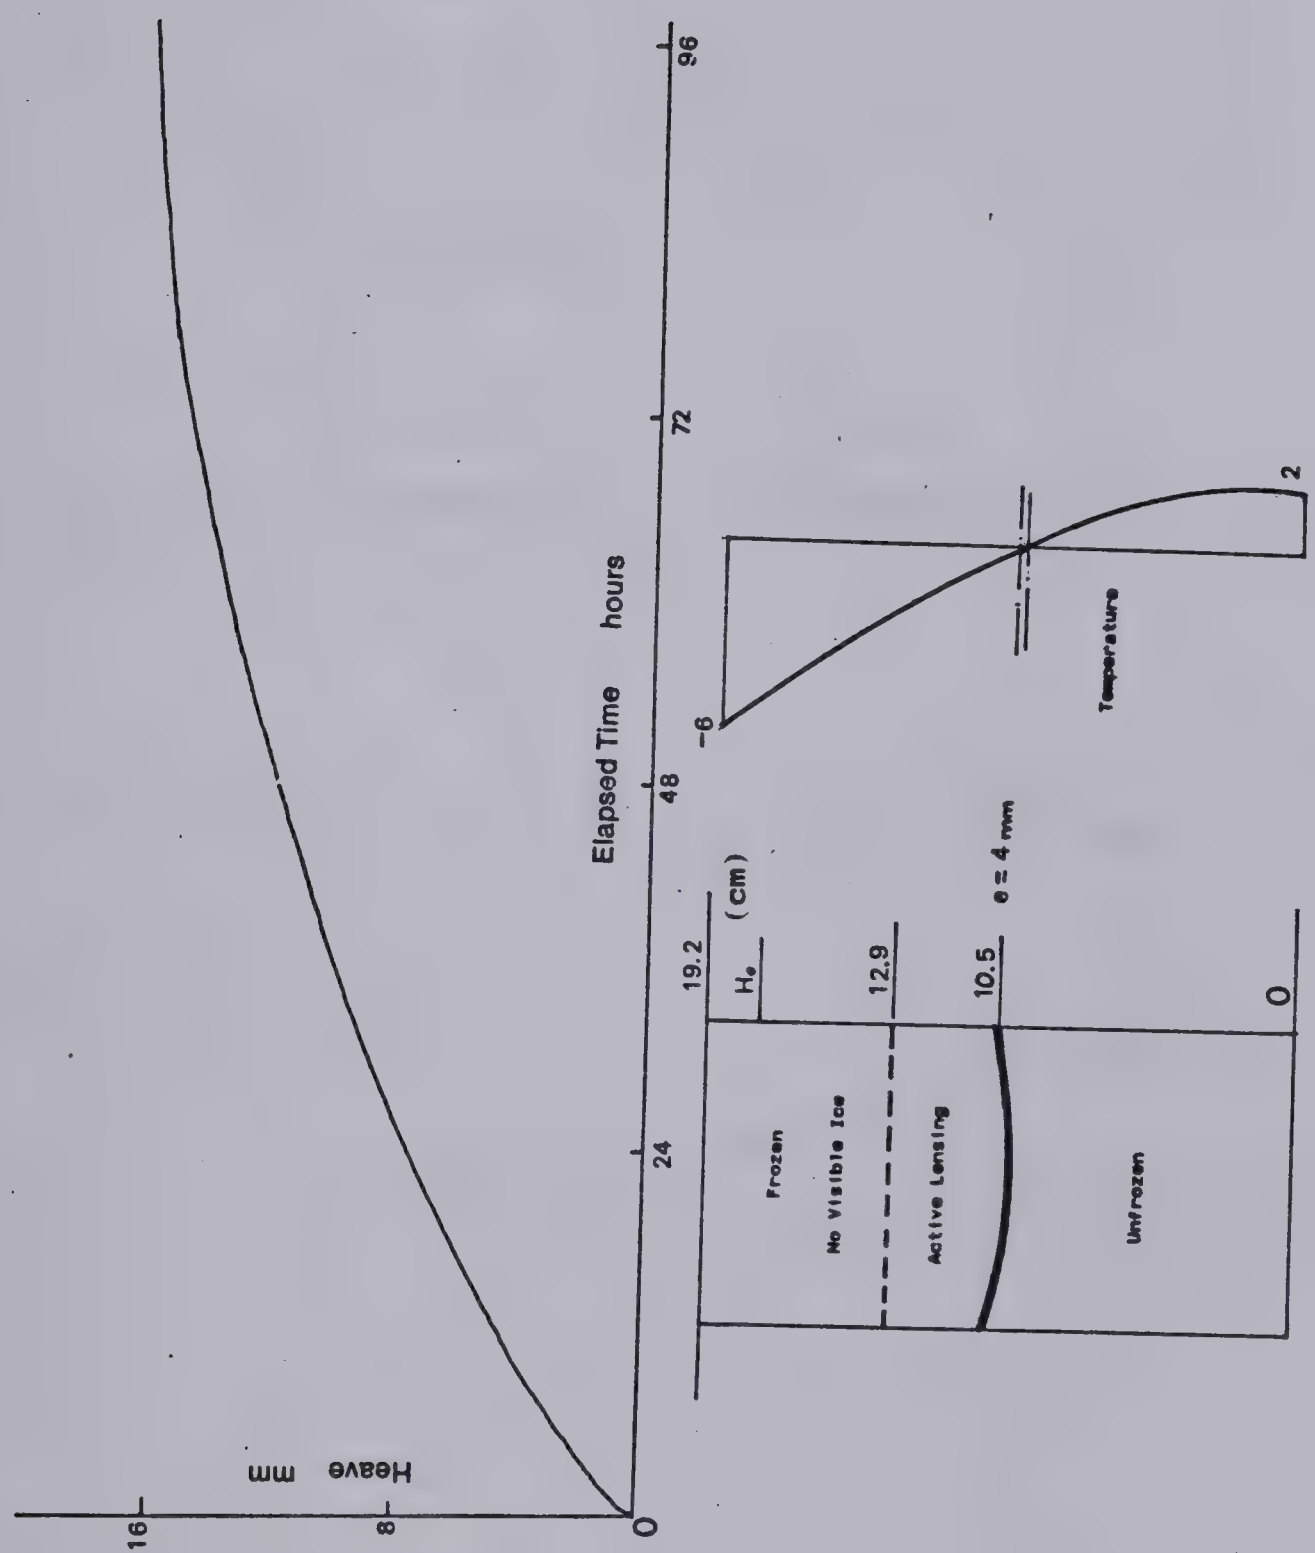 Heave mm
16
8
0
24
48
72
96
Elapsed Time hours
19.2
Hₒ
(cm)
12.9
10.5
e = 4 mm
0
Frozen
No Visible Ice
Active Lensing
Unfrozen
-6
2
Temperature